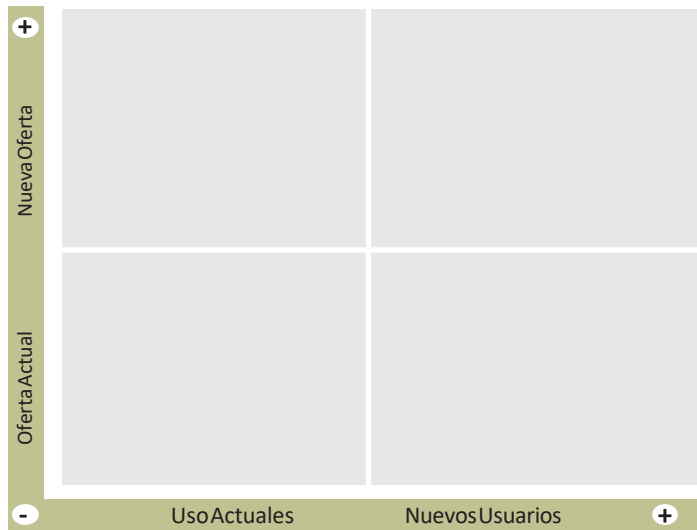 +
Nueva Oferta
Oferta Actual
-
Uso Actuales
Nuevos Usuarios
+